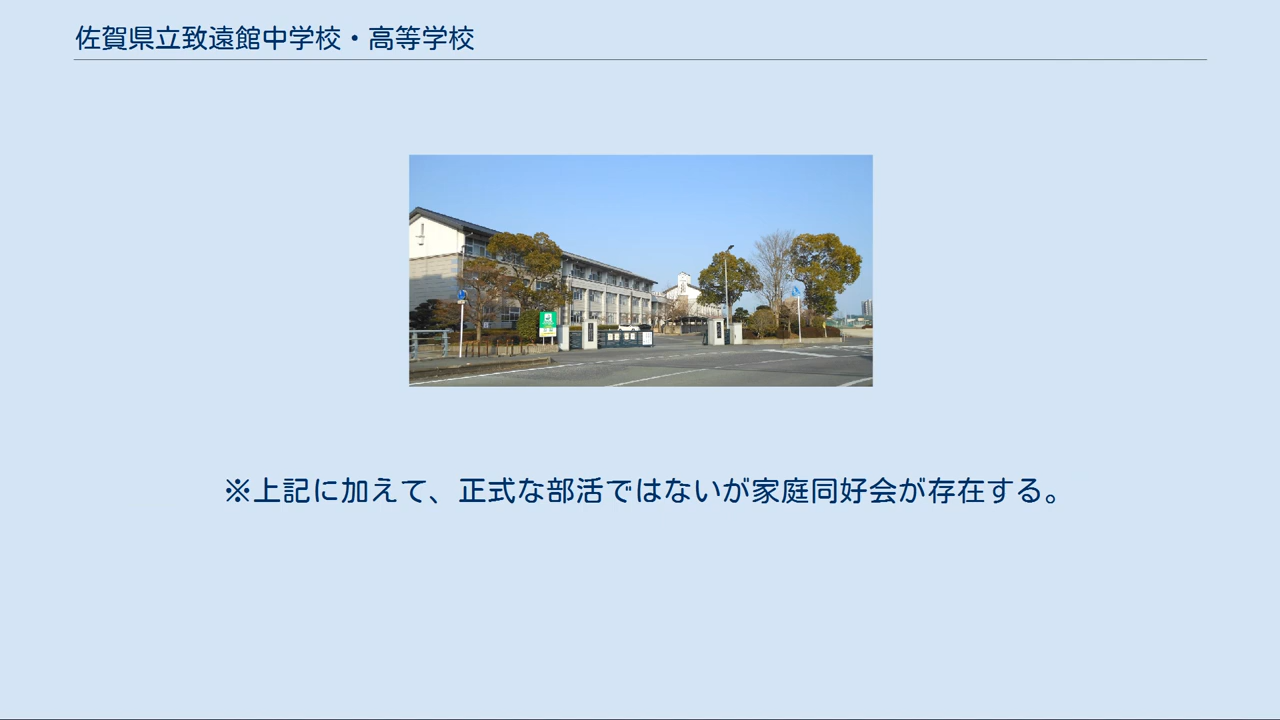 佐賀県立致遠館中学校・高等学校
※上記に加えて、正式な部活ではないが家庭同好会が存在する。